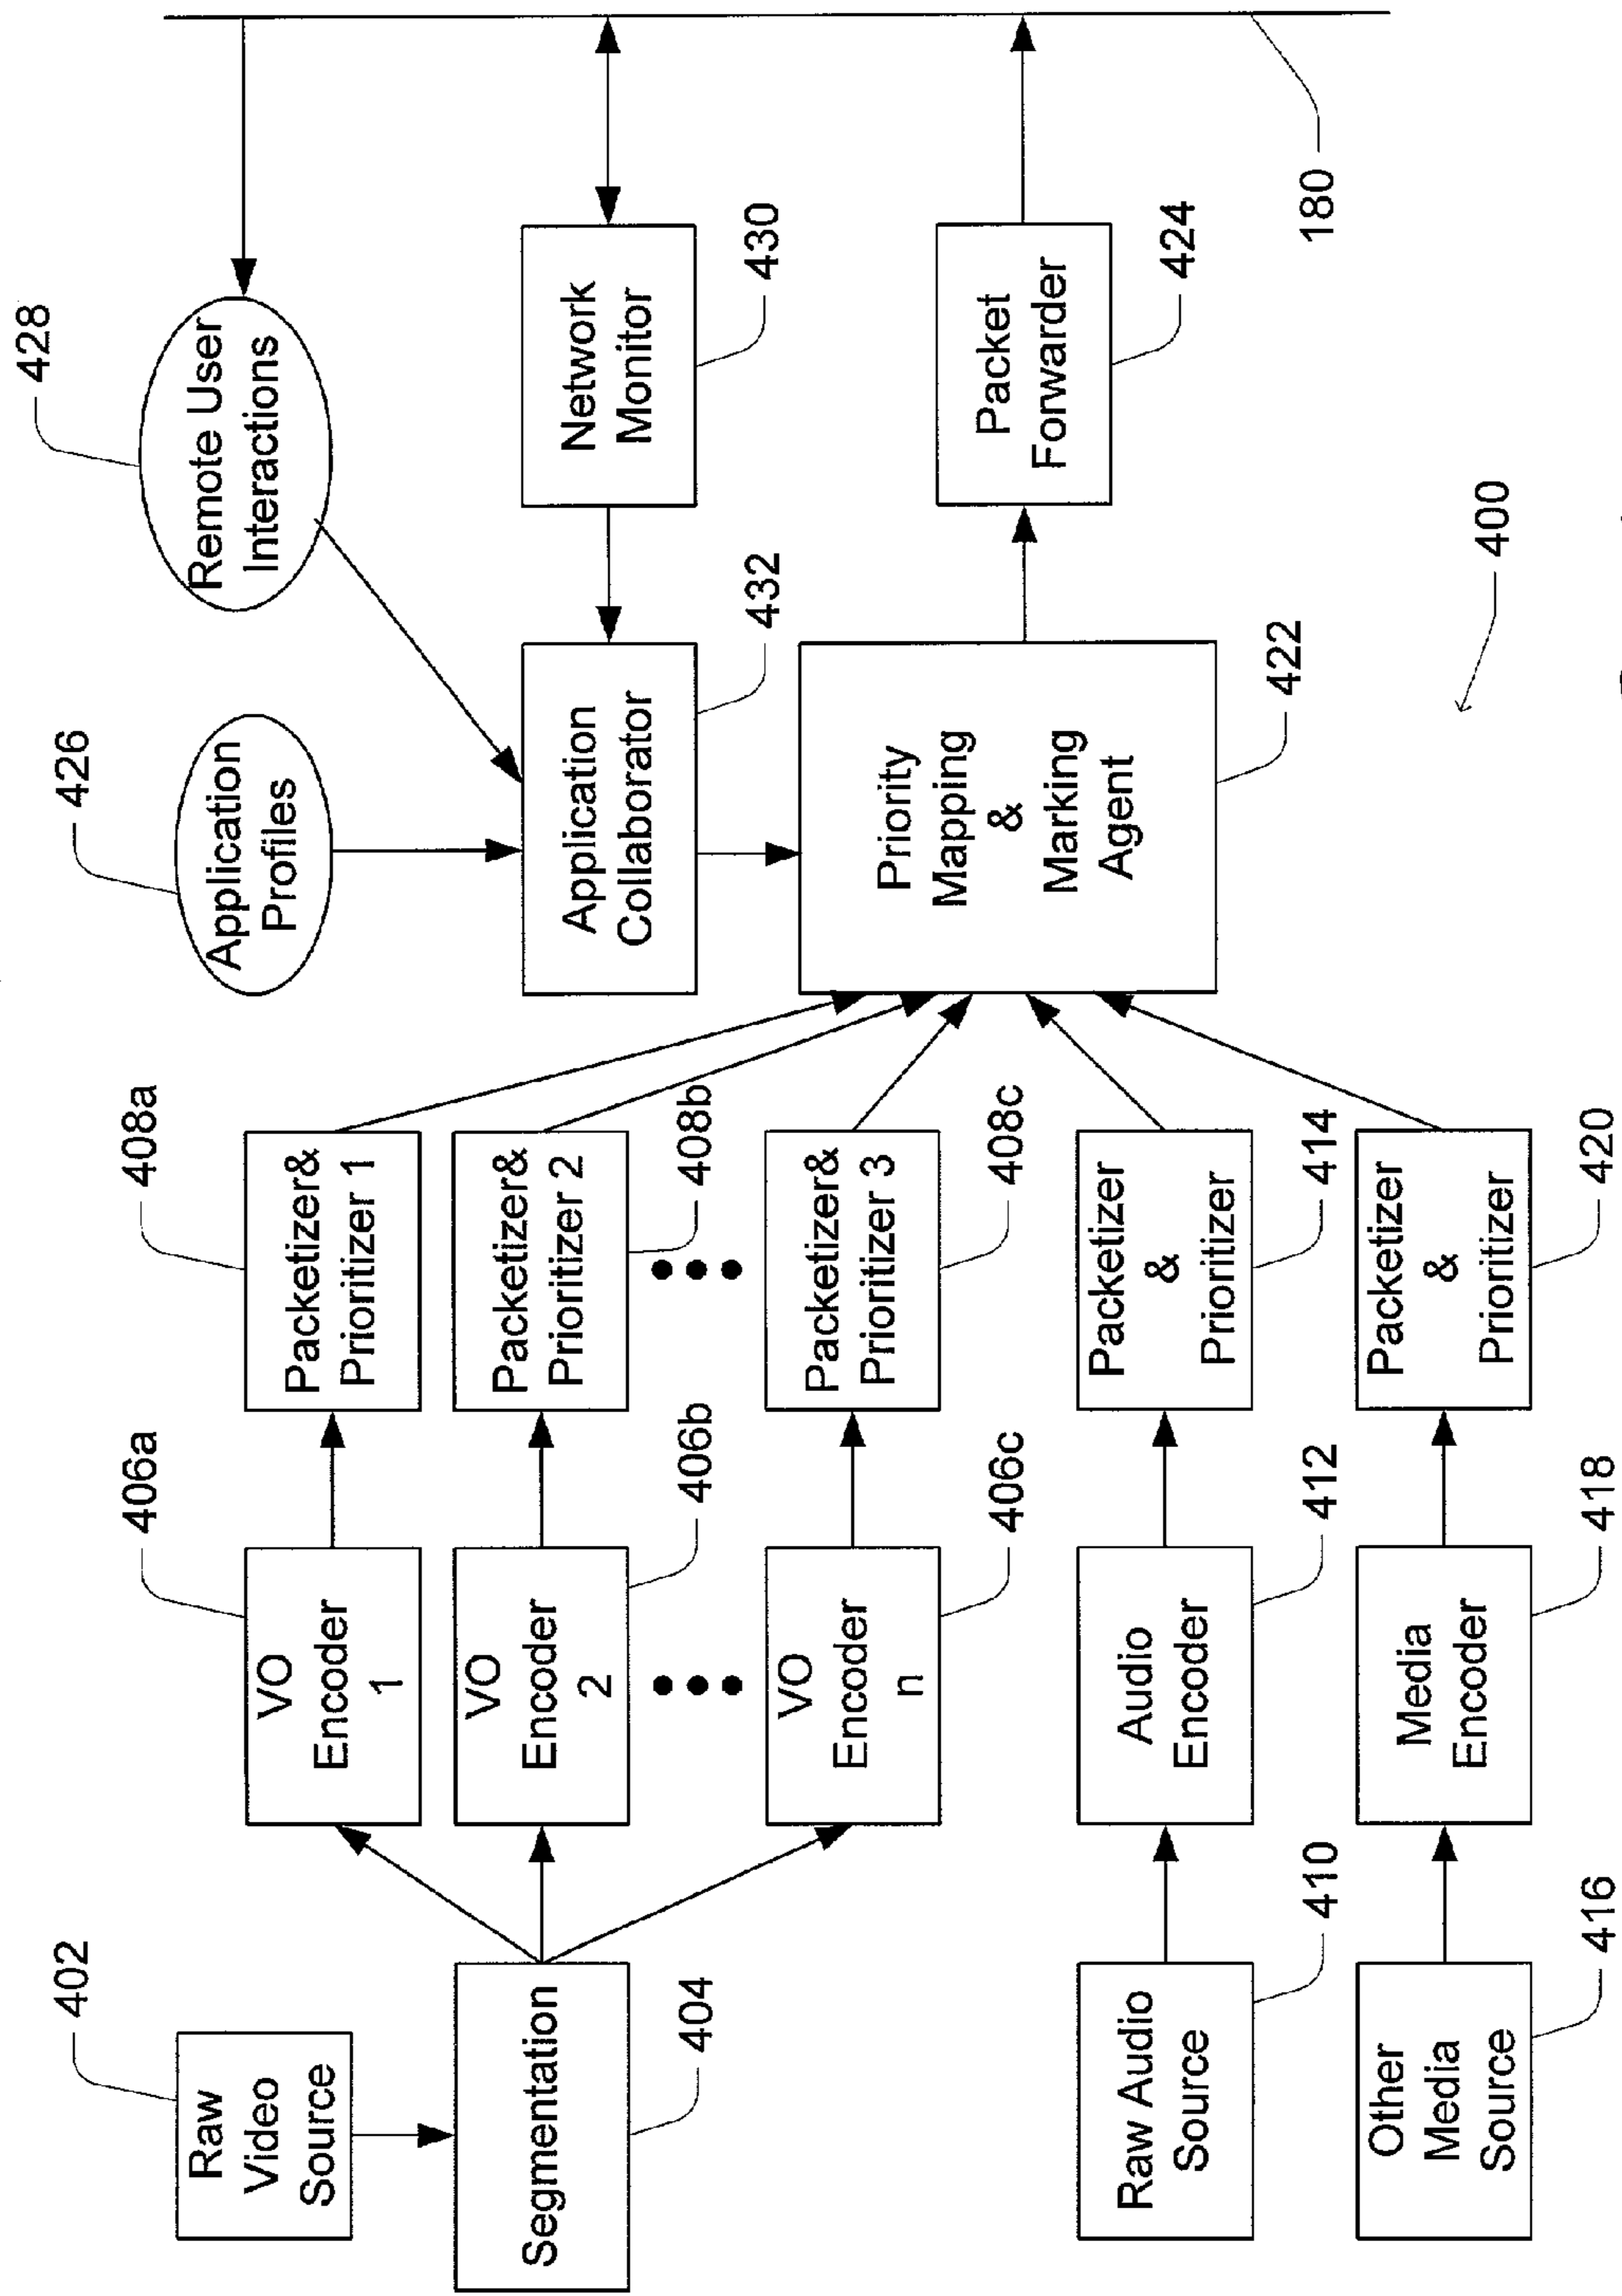 402
Raw
Video
Source
Segmentation
404
406a
VO
Encoder
1
408a
Packetizer&
Prioritizer 1
VO
Encoder
2
406b
Packetizer&
Prioritizer 2
408b
VO
Encoder
n
406c
Packetizer&
Prioritizer 3
408c
Raw Audio
Source
410
Audio
Encoder
412
Packetizer
&
Prioritizer
414
Other
Media
Source
416
Media
Encoder
418
Packetizer
&
Prioritizer
420
426
Application
Profiles
428
Remote User
Interactions
Application
Collaborator
432
Network
Monitor
430
Priority
Mapping
&
Marking
Agent
422
Packet
Forwarder
424
180
400